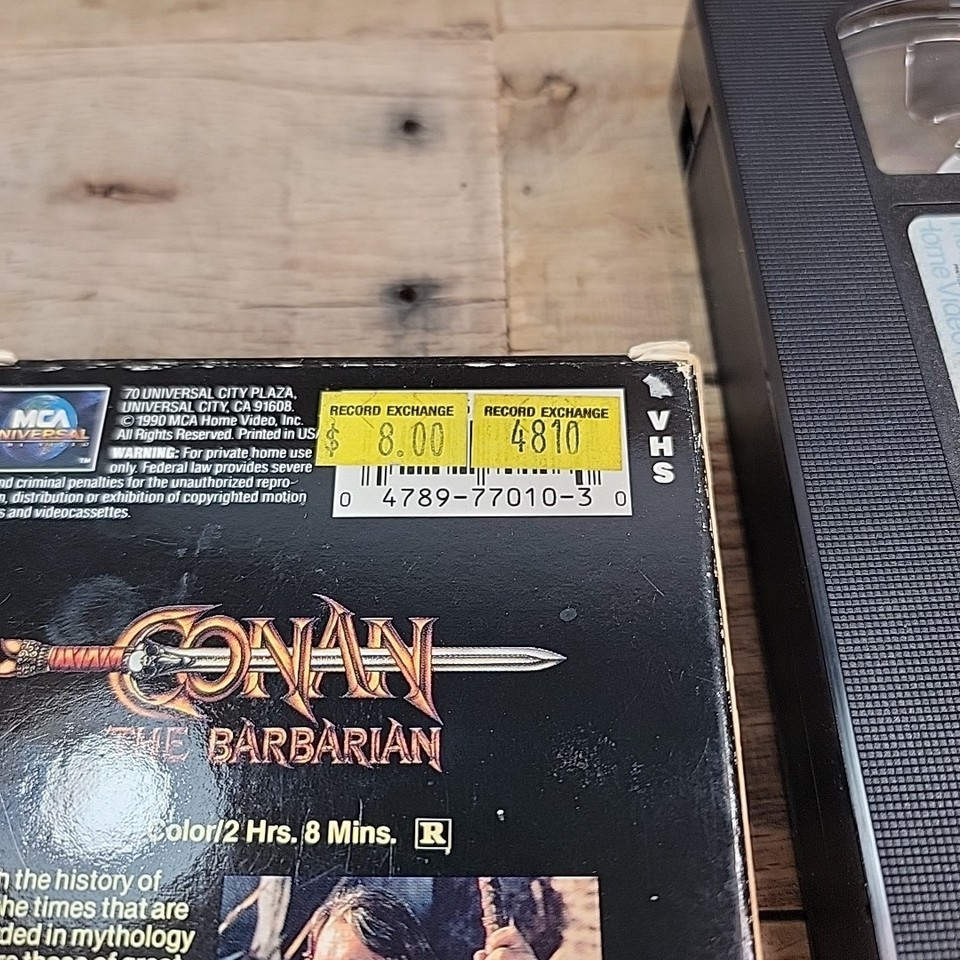 MCA
UNIVERSAL
TM
70 UNIVERSAL CITY PLAZA,
UNIVERSAL CITY, CA 91608.
© 1990 MCA Home Video, Inc.
All Rights Reserved. Printed in US
WARNING: For private home use
only. Federal law provides severe
nd criminal penalties for the unauthorized repro-
n, distribution or exhibition of copyrighted motion
s and videocassettes.
RECORD EXCHANGE
$ 8.00
RECORD EXCHANGE
4810
0 4789-77010-3 0
VHS
CONAN
THE BARBARIAN
Color/2 Hrs. 8 Mins. R
n the history of
he times that are
ded in mythology
Home Video